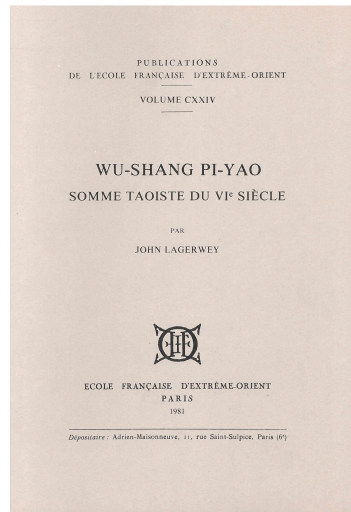 PUBLICATIONS
DE L'ECOLE FRANÇAISE D'EXTRÊME-ORIENT
VOLUME CXXIV
WU-SHANG PI-YAO
SOMME TAOISTE DU VIe SIÈCLE
PAR
JOHN LAGERWEY
ECOLE FRANÇAISE D'EXTRÊME-ORIENT
PARIS
1981
Dépositaire : Adrien-Maisonneuve, 11, rue Saint-Sulpice, Paris (6e)